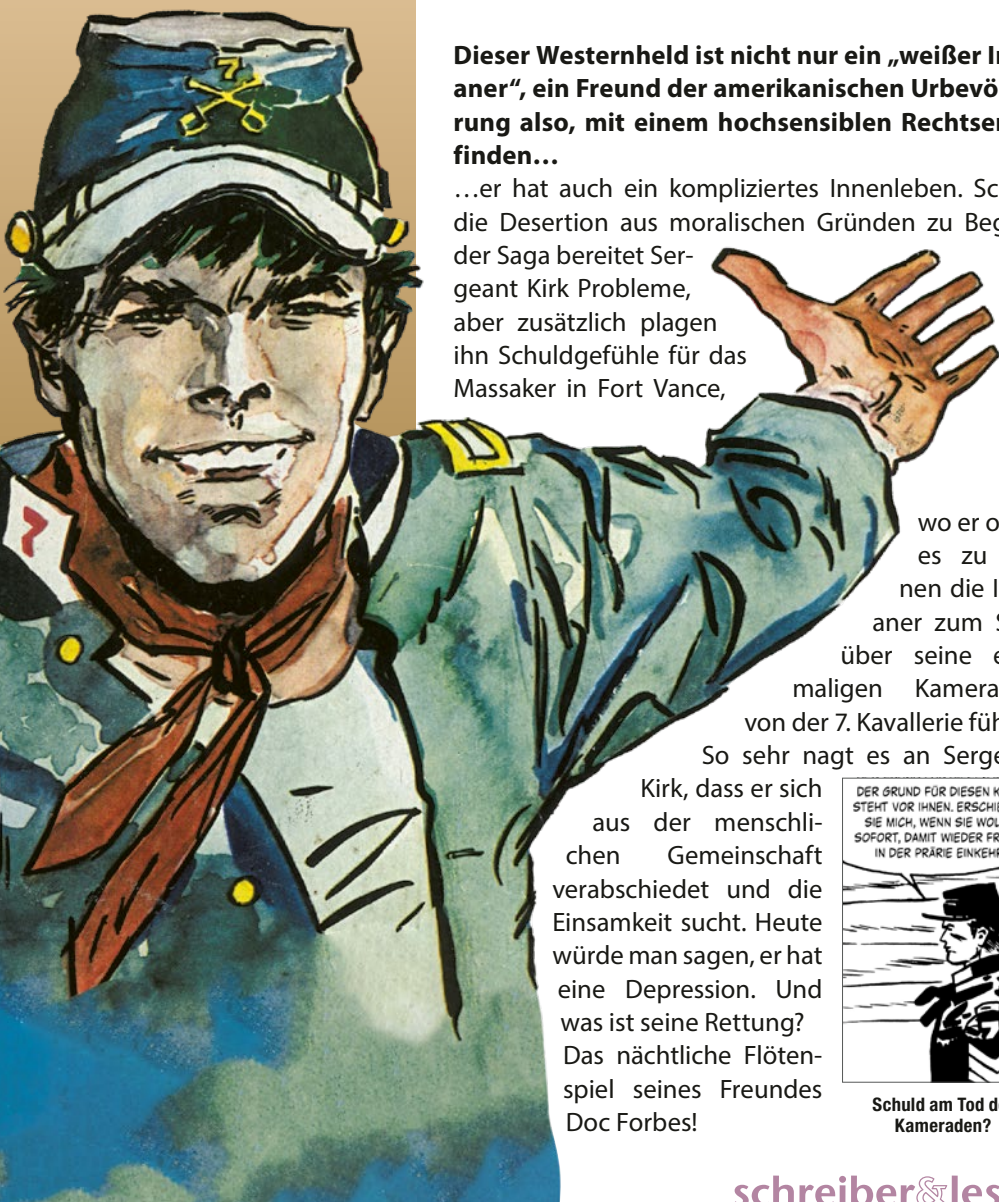 7
7
Dieser Westernheld ist nicht nur ein „weißer In
aner“, ein Freund der amerikanischen Urbevö
rung also, mit einem hochsensiblen Rechtse
finden…
…er hat auch ein kompliziertes Innenleben. Sc
die Desertion aus moralischen Gründen zu Beg
der Saga bereitet Ser-
geant Kirk Probleme,
aber zusätzlich plagen
ihn Schuldgefühle für das
Massaker in Fort Vance,
wo er o
es zu
nen die I
aner zum S
über seine e
maligen Kamera
von der 7. Kavallerie füh
So sehr nagt es an Serge
Kirk, dass er sich
aus der menschli-
chen Gemeinschaft
verabschiedet und die
Einsamkeit sucht. Heute
würde man sagen, er hat
eine Depression. Und
was ist seine Rettung?
Das nächtliche Flöten-
spiel seines Freundes
Doc Forbes!
DER GRUND FÜR DIESEN K
STEHT VOR IHNEN. ERSCHIE
SIE MICH, WENN SIE WOL
SOFORT, DAMIT WIEDER FR
IN DER PRÄRIE EINKEHR
Schuld am Tod d
Kameraden?
schreiber&les